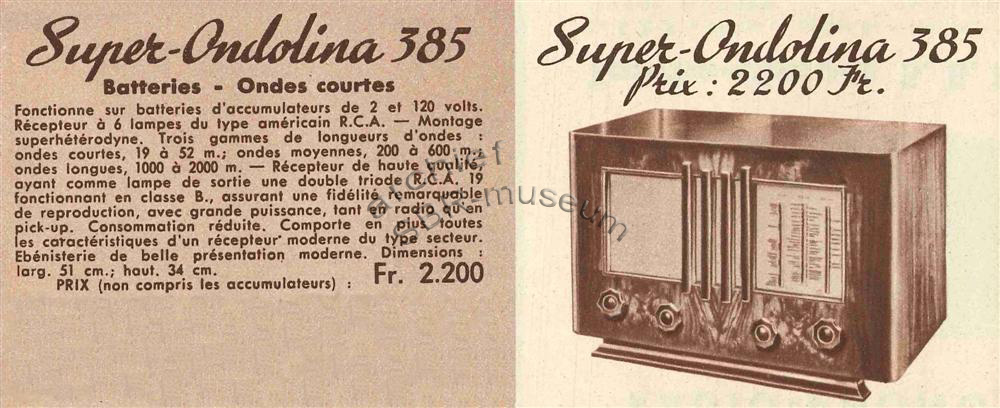 Super-Ondolina 385
Batteries - Ondes courtes
Fonctionne sur batteries d'accumulateurs de 2 et 120 volts.
Récepteur à 6 lampes du type américain R.C.A. — Montage
superhétérodyne. Trois gammes de longueurs d'ondes :
ondes courtes, 19 à 52 m.; ondes moyennes, 200 à 600 m.;
ondes longues, 1000 à 2000 m. — Récepteur de haute qualité,
ayant comme lampe de sortie une double triode R.C.A. 19
fonctionnant en classe B., assurant une fidélité remarquable
de reproduction, avec grande puissance, tant en radio qu'en
pick-up. Consommation réduite. Comporte en plus toutes
les caractéristiques d'un récepteur moderne du type secteur.
Ebénisterie de belle présentation moderne. Dimensions :
larg. 51 cm.; haut. 34 cm.
PRIX (non compris les accumulateurs) : Fr. 2.200
Super-Ondolina 385
Prix : 2200 Fr.
archief
SBR-museum